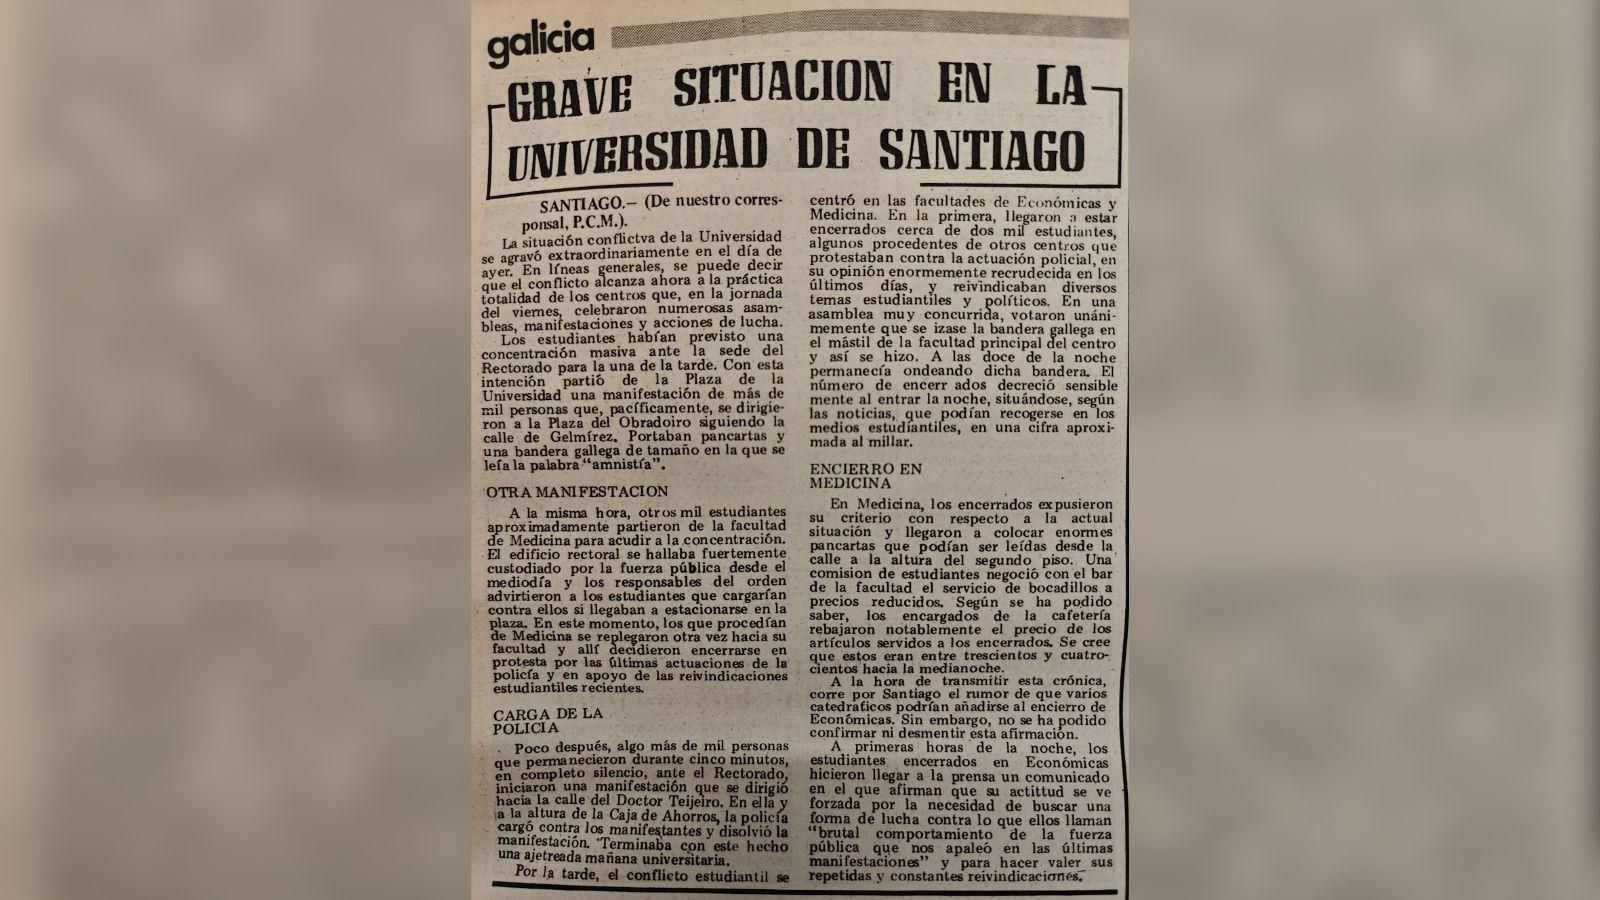 galicia
GRAVE SITUACION EN LA
UNIVERSIDAD DE SANTIAGO
SANTIAGO.— (De nuestro corres-
ponsal, P.C.M.).
La situación conflictva de la Universidad
se agravó extraordinariamente en el día de
ayer. En líneas generales, se puede decir
que el conflicto alcanza ahora a la práctica
totalidad de los centros que, en la jornada
del viernes, celebraron numerosas asam-
bleas, manifestaciones y acciones de lucha.
Los estudiantes habían previsto una
concentración masiva ante la sede del
Rectorado para la una de la tarde. Con esta
intención partió de la Plaza de la
Universidad una manifestación de más de
mil personas que, pacíficamente, se dirigie-
ron a la Plaza del Obradoiro siguiendo la
calle de Gelmírez. Portaban pancartas y
una bandera gallega de tamaño en la que se
leía la palabra "amnistía".
OTRA MANIFESTACION
A la misma hora, otros mil estudiantes
aproximadamente partieron de la facultad
de Medicina para acudir a la concentración.
El edificio rectoral se hallaba fuertemente
custodiado por la fuerza pública desde el
mediodía y los responsables del orden
advirtieron a los estudiantes que cargarían
contra ellos si llegaban a estacionarse en la
plaza. En este momento, los que procedían
de Medicina se replegaron otra vez hacia su
facultad y allí decidieron encerrarse en
protesta por las últimas actuaciones de la
policía y en apoyo de las reivindicaciones
estudiantiles recientes.
CARGA DE LA
POLICIA
Poco después, algo más de mil personas
que permanecieron durante cinco minutos,
en completo silencio, ante el Rectorado,
iniciaron una manifestación que se dirigió
hacia la calle del Doctor Teijeiro. En ella y
a la altura de la Caja de Ahorros, la policía
cargó contra los manifestantes y disolvió la
manifestación. Terminaba con este hecho
una ajetreada mañana universitaria.
Por la tarde, el conflicto estudiantil se
centró en las facultades de Económicas y
Medicina. En la primera, llegaron a estar
encerrados cerca de dos mil estudiantes,
algunos procedentes de otros centros que
protestaban contra la actuación policial, en
su opinión enormemente recrudecida en los
últimos días, y reivindicaban diversos
temas estudiantiles y políticos. En una
asamblea muy concurrida, votaron unáni-
memente que se izase la bandera gallega en
el mástil de la facultad principal del centro
y así se hizo. A las doce de la noche
permanecía ondeando dicha bandera. El
número de encerr ados decreció sensible
mente al entrar la noche, situándose, según
las noticias, que podían recogerse en los
medios estudiantiles, en una cifra aproxi-
mada al millar.
ENCIERRO EN
MEDICINA
En Medicina, los encerrados expusieron
su criterio con respecto a la actual
situación y llegaron a colocar enormes
pancartas que podían ser leídas desde la
calle a la altura del segundo piso. Una
comision de estudiantes negoció con el bar
de la facultad el servicio de bocadillos a
precios reducidos. Según se ha podido
saber, los encargados de la cafetería
rebajaron notablemente el precio de los
artículos servidos a los encerrados. Se cree
que estos eran entre trescientos y cuatro-
cientos hacia la medianoche.
A la hora de transmitir esta crónica,
corre por Santiago el rumor de que varios
catedraticos podrían añadirse al encierro de
Económicas. Sin embargo, no se ha podido
confirmar ni desmentir esta afirmación.
A primeras horas de la noche, los
estudiantes encerrados en Económicas
hicieron llegar a la prensa un comunicado
en el que afirman que su actittud se ve
forzada por la necesidad de buscar una
forma de lucha contra lo que ellos llaman
"brutal comportamiento de la fuerza
pública que nos apaleó en las últimas
manifestaciones" y para hacer valer sus
repetidas y constantes reivindicaciones.